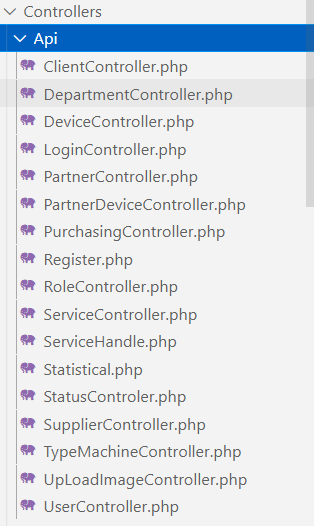 Controllers
Api
ClientController.php
DepartmentController.php
DeviceController.php
LoginController.php
PartnerController.php
PartnerDeviceController.php
PurchasingController.php
Register.php
RoleController.php
ServiceController.php
ServiceHandle.php
Statistical.php
StatusControler.php
SupplierController.php
TypeMachineController.php
UpLoadImageController.php
UserController.php